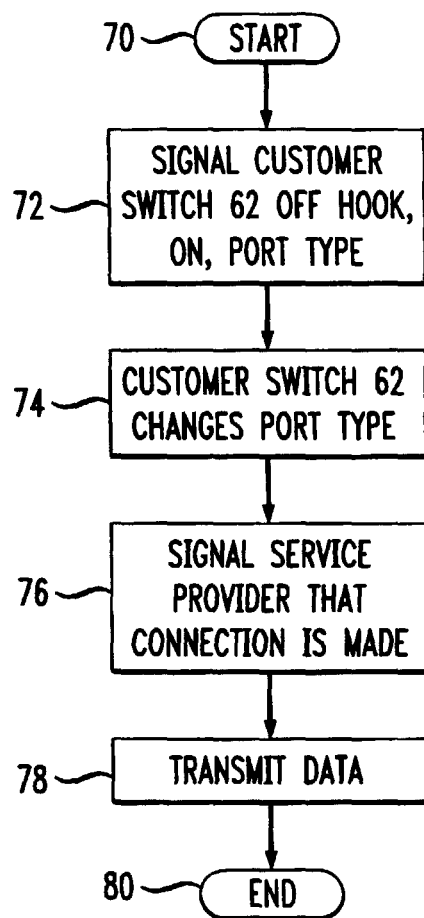 70 START
72 SIGNAL CUSTOMER
SWITCH 62 OFF HOOK,
ON, PORT TYPE
74 CUSTOMER SWITCH 62
CHANGES PORT TYPE
76 SIGNAL SERVICE
PROVIDER THAT
CONNECTION IS MADE
78 TRANSMIT DATA
80 END